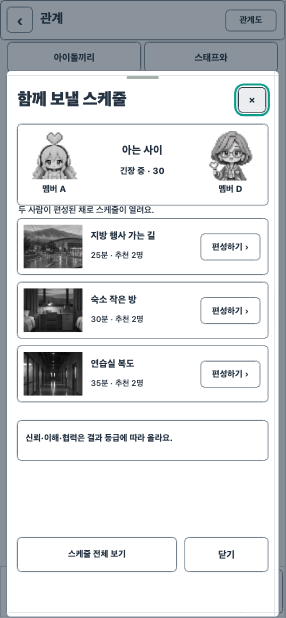 ‹
관계
관계도
아이돌끼리
스태프와
함께 보낼 스케줄
×
아는 사이
긴장 중 · 30
멤버 A
멤버 D
두 사람이 편성된 채로 스케줄이 열려요.
지방 행사 가는 길
25분 · 추천 2명
편성하기 ›
숙소 작은 방
30분 · 추천 2명
편성하기 ›
연습실 복도
35분 · 추천 2명
편성하기 ›
신뢰·이해·협력은 결과 등급에 따라 올라요.
스케줄 전체 보기
닫기